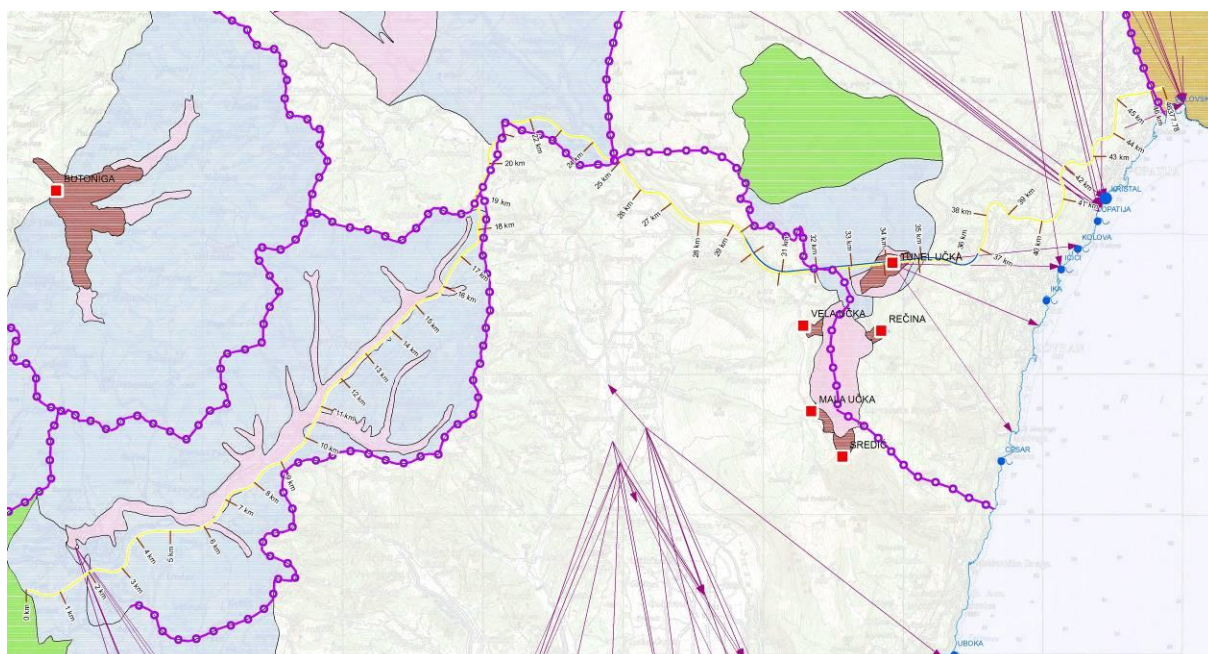 BUTONIGA
TUNEL UČKA
VELA UČKA
REČINA
MALA UČKA
SREDIĆ
KRISTAL
OPATIJA
KOLOVA
IČIĆI
IKA
CESAR
0 km
1 km
2 km
3 km
4 km
5 km
6 km
7 km
8 km
9 km
10 km
11 km
12 km
13 km
14 km
15 km
16 km
17 km
18 km
19 km
20 km
22 km
24 km
25 km
26 km
27 km
28 km
29 km
31 km
32 km
33 km
34 km
35 km
36 km
37 km
38 km
39 km
40 km
41 km
42 km
43 km
44 km
45 km
46 km
46377.78